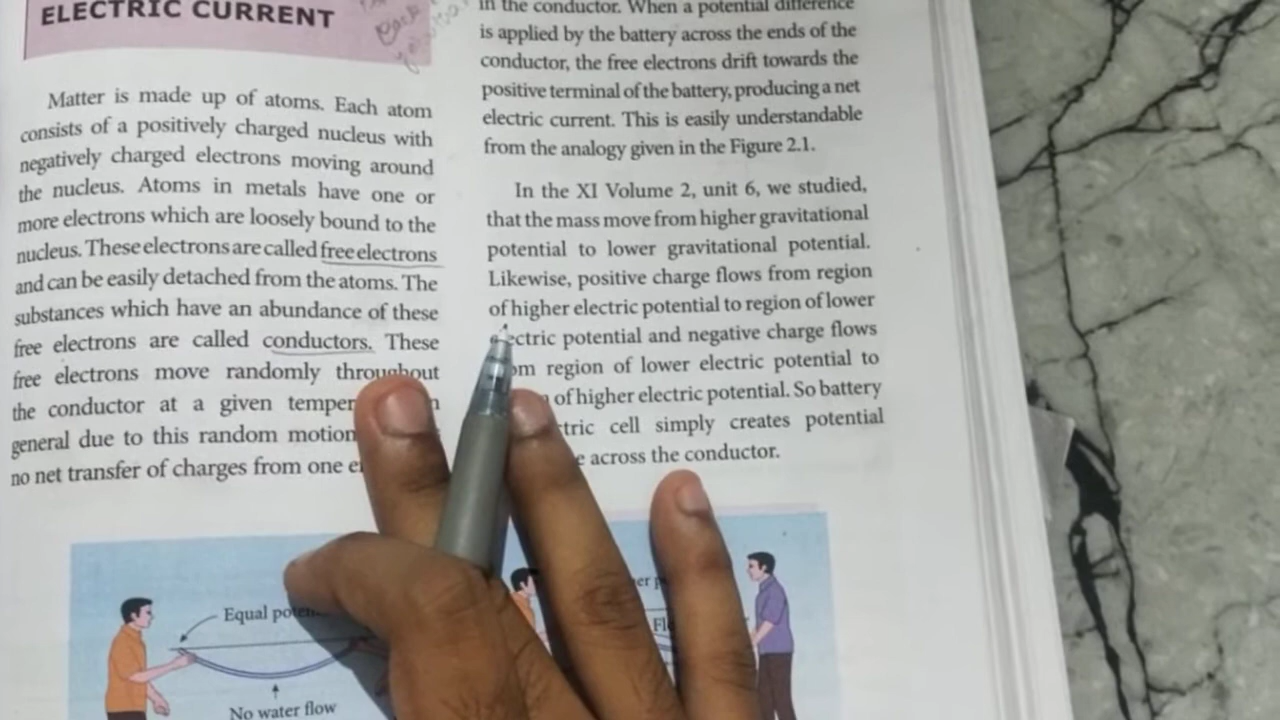 ELECTRIC CURRENT
Matter is made up of atoms. Each atom
consists of a positively charged nucleus with
negatively charged electrons moving around
the nucleus. Atoms in metals have one or
more electrons which are loosely bound to the
nucleus. These electrons are called free electrons
and can be easily detached from the atoms. The
substances which have an abundance of these
free electrons are called conductors. These
free electrons move randomly throughout
the conductor at a given
general due to this random motion
no net transfer of charges from one
in the conductor. When a potential difference
is applied by the battery across the ends of the
conductor, the free electrons drift towards the
positive terminal of the battery, producing a net
electric current. This is easily understandable
from the analogy given in the Figure 2.1.
In the XI Volume 2, unit 6, we studied,
that the mass move from higher gravitational
potential to lower gravitational potential.
Likewise, positive charge flows from region
of higher electric potential to region of lower
electric potential and negative charge flows
region of lower electric potential to
of higher electric potential. So battery
cell simply creates potential
across the conductor.
Equal
No water flow